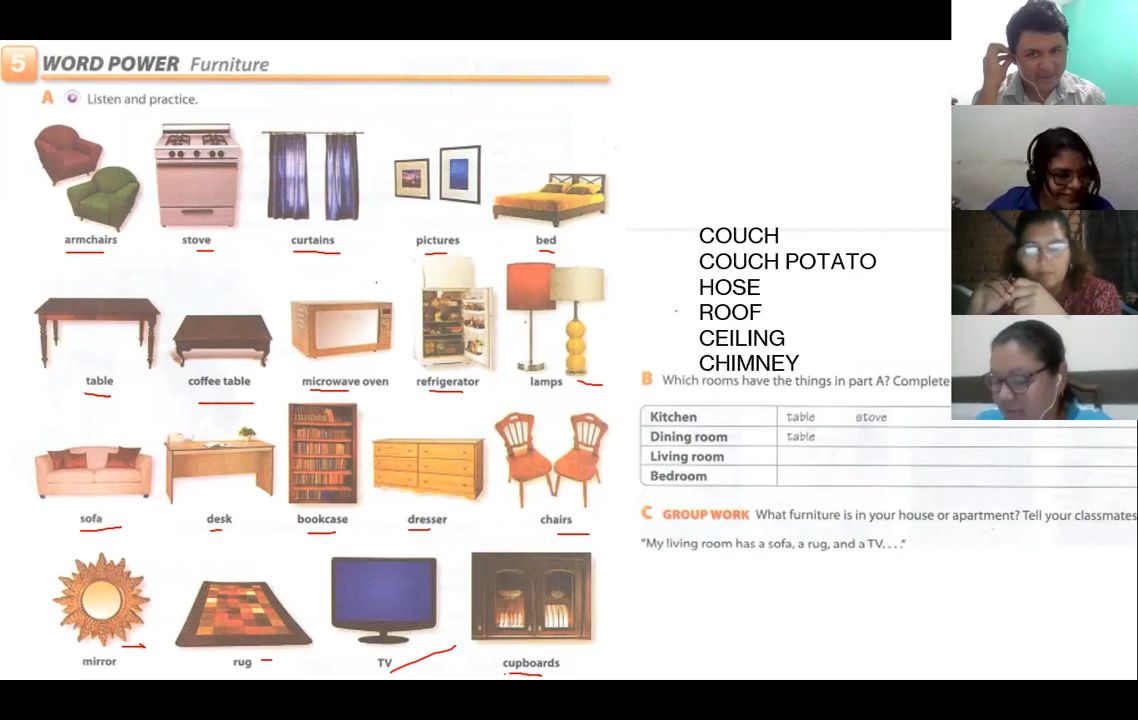 5 WORD POWER Furniture
A Listen and practice.
armchairs stove curtains pictures bed
table coffee table microwave oven refrigerator lamps
sofa desk bookcase dresser chairs
mirror rug TV cupboards
COUCH
COUCH POTATO
HOSE
ROOF
CEILING
CHIMNEY
B Which rooms have the things in part A? Complete
Kitchen table stove
Dining room table
Living room
Bedroom
C GROUP WORK What furniture is in your house or apartment? Tell your classmates
"My living room has a sofa, a rug, and a TV. . . ."